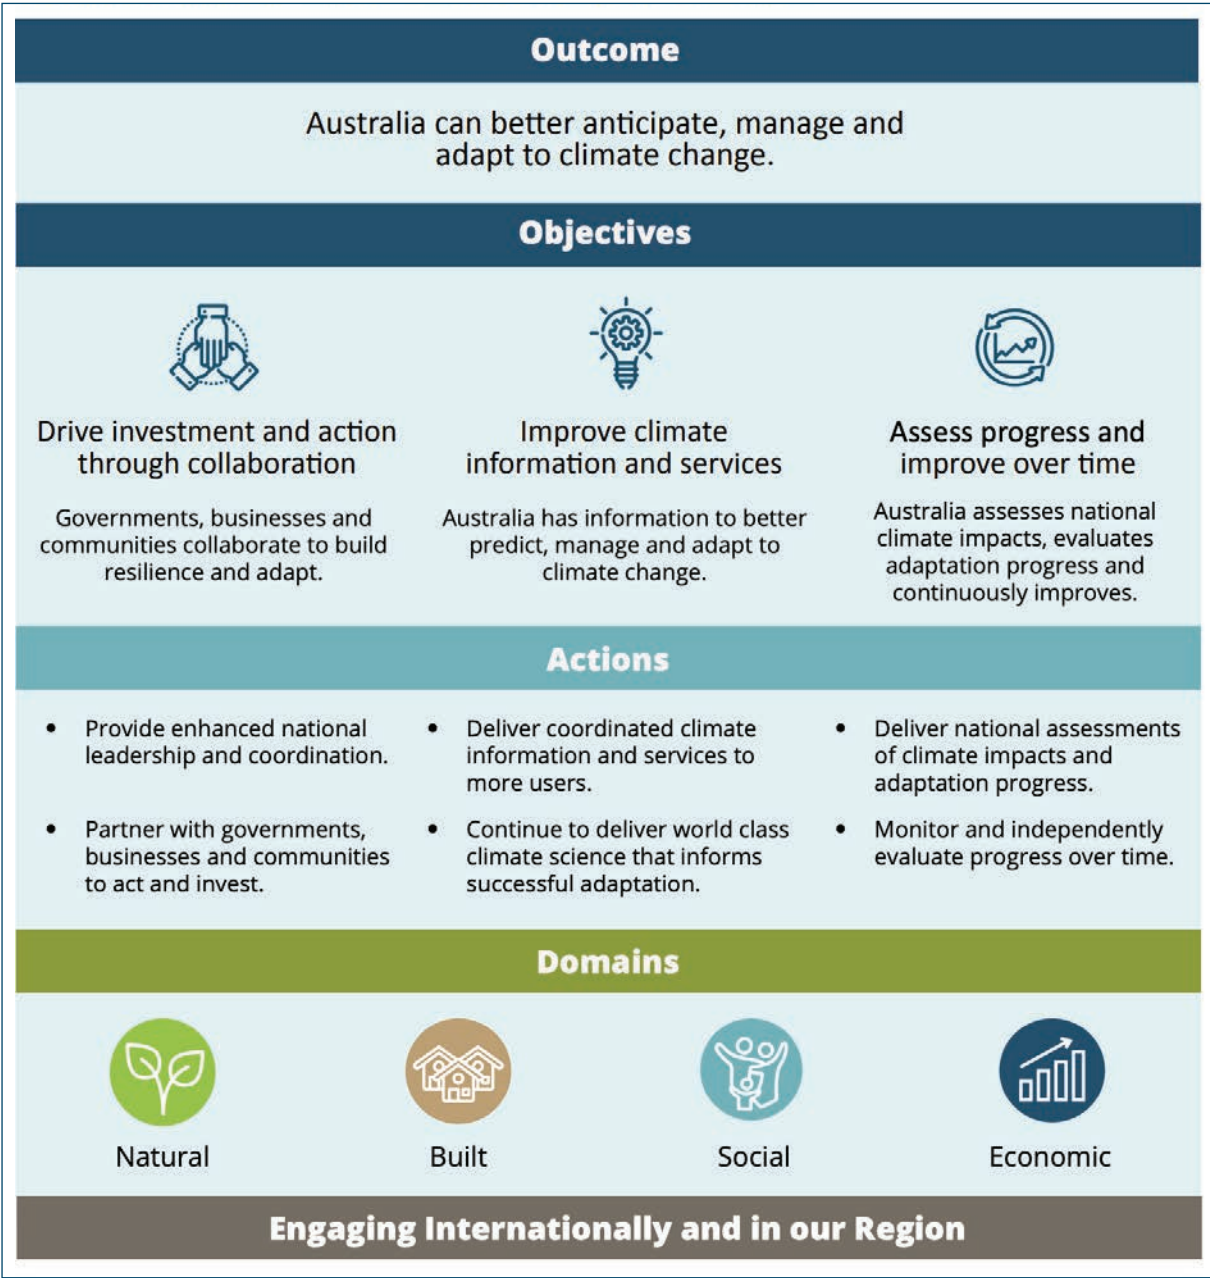 Outcome
Australia can better anticipate, manage and
adapt to climate change.
Objectives
Drive investment and action
through collaboration
Governments, businesses and
communities collaborate to build
resilience and adapt.
Improve climate
information and services
Australia has information to better
predict, manage and adapt to
climate change.
Assess progress and
improve over time
Australia assesses national
climate impacts, evaluates
adaptation progress and
continuously improves.
Actions
• Provide enhanced national
leadership and coordination.
• Partner with governments,
businesses and communities
to act and invest.
• Deliver coordinated climate
information and services to
more users.
• Continue to deliver world class
climate science that informs
successful adaptation.
• Deliver national assessments
of climate impacts and
adaptation progress.
• Monitor and independently
evaluate progress over time.
Domains
Natural
Built
Social
Economic
Engaging Internationally and in our Region